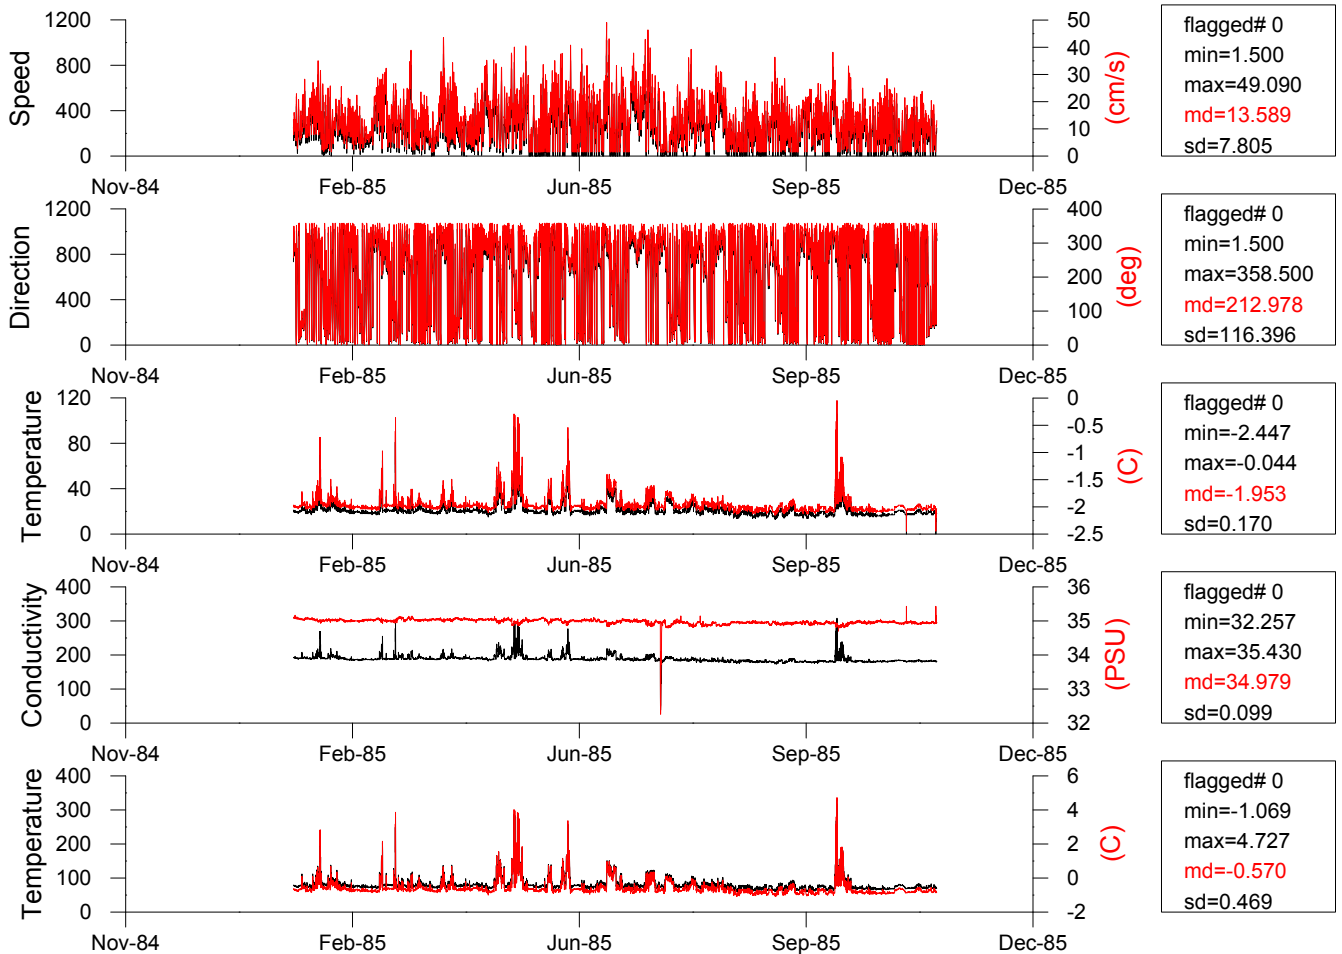 Speed
1200
800
400
0
50
40
30
20
10
0
(cm/s)
Nov-84
Feb-85
Jun-85
Sep-85
Dec-85
flagged# 0
min=1.500
max=49.090
md=13.589
sd=7.805
Direction
1200
800
400
0
400
300
200
100
0
(deg)
Nov-84
Feb-85
Jun-85
Sep-85
Dec-85
flagged# 0
min=1.500
max=358.500
md=212.978
sd=116.396
Temperature
120
80
40
0
0
-0.5
-1
-1.5
-2
-2.5
(C)
Nov-84
Feb-85
Jun-85
Sep-85
Dec-85
flagged# 0
min=-2.447
max=-0.044
md=-1.953
sd=0.170
Conductivity
400
300
200
100
0
36
35
34
33
32
(PSU)
Nov-84
Feb-85
Jun-85
Sep-85
Dec-85
flagged# 0
min=32.257
max=35.430
md=34.979
sd=0.099
Temperature
400
300
200
100
0
6
4
2
0
-2
(C)
Nov-84
Feb-85
Jun-85
Sep-85
Dec-85
flagged# 0
min=-1.069
max=4.727
md=-0.570
sd=0.469